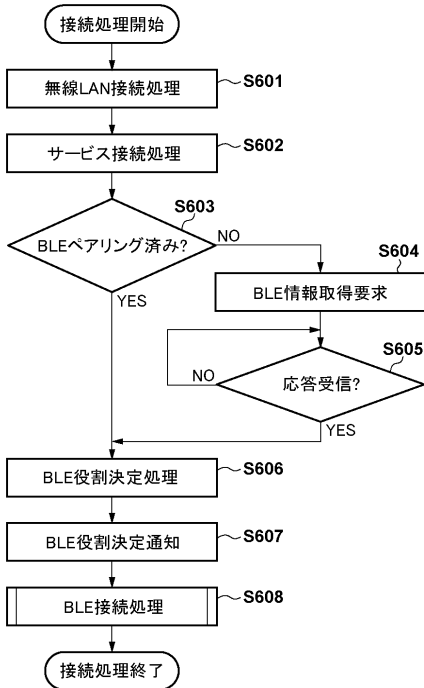 接続処理開始
無線LAN接続処理
S601
サービス接続処理
S602
S603
BLEペアリング済み?
NO
YES
S604
BLE情報取得要求
S605
応答受信?
NO
YES
BLE役割決定処理
S606
BLE役割決定通知
S607
BLE接続処理
S608
接続処理終了